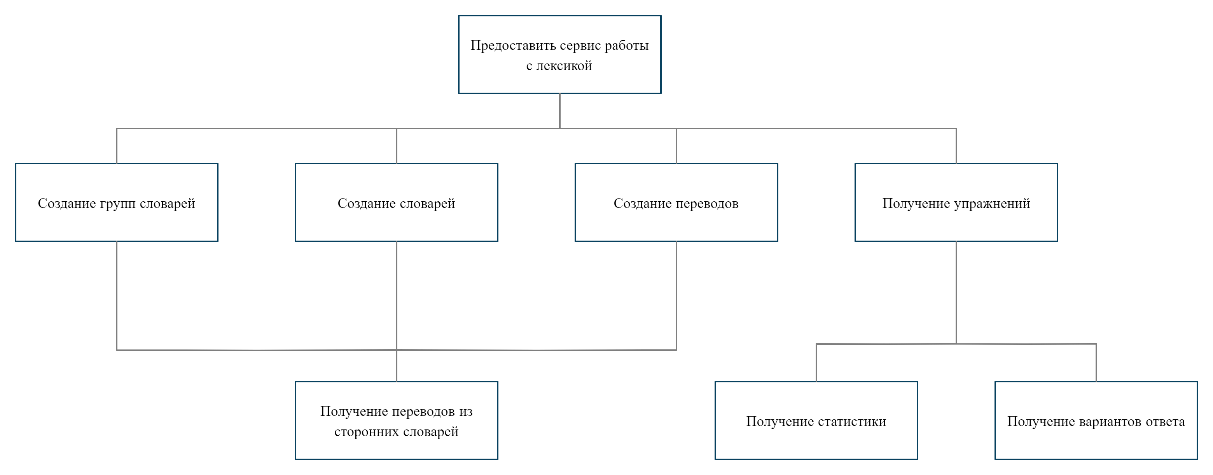 Предоставить сервис работы
с лексикой
Создание групп словарей
Создание словарей
Создание переводов
Получение упражнений
Получение переводов из
сторонних словарей
Получение статистики
Получение вариантов ответа